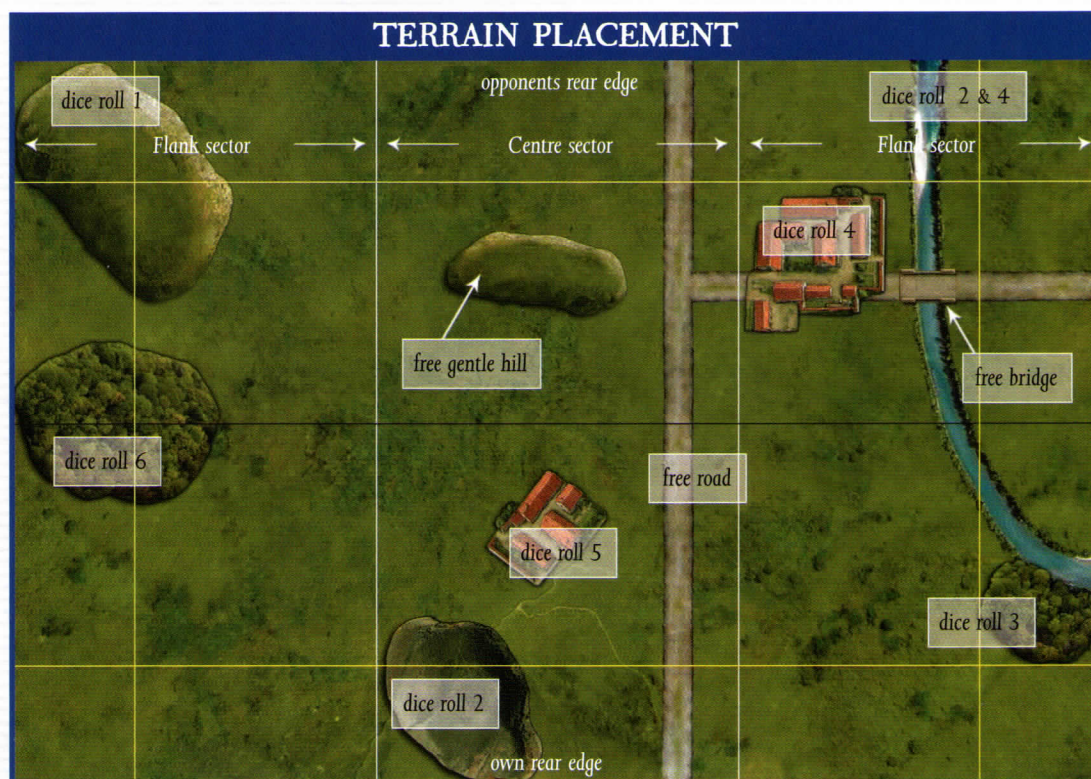 TERRAIN PLACEMENT
opponents rear edge
dice roll 1
dice roll 2 & 4
Flank sector
Centre sector
Flank sector
dice roll 4
free gentle hill
free bridge
dice roll 6
free road
dice roll 5
dice roll 3
dice roll 2
own rear edge